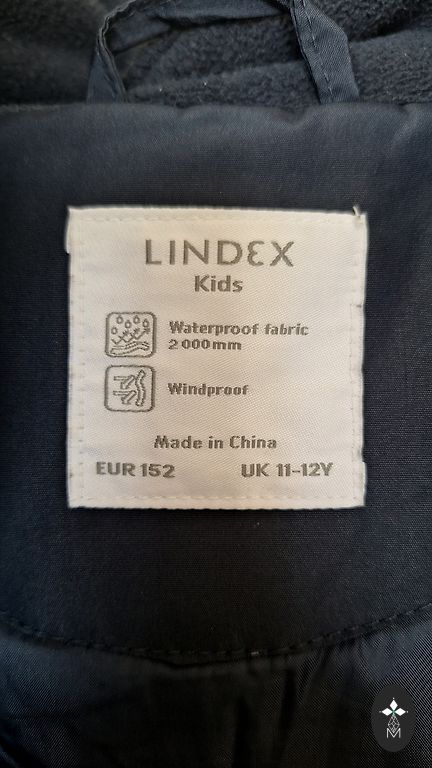 LINDEX
Kids
Waterproof fabric
2 000mm
Windproof
Made in China
EUR 152 UK 11-12Y
M